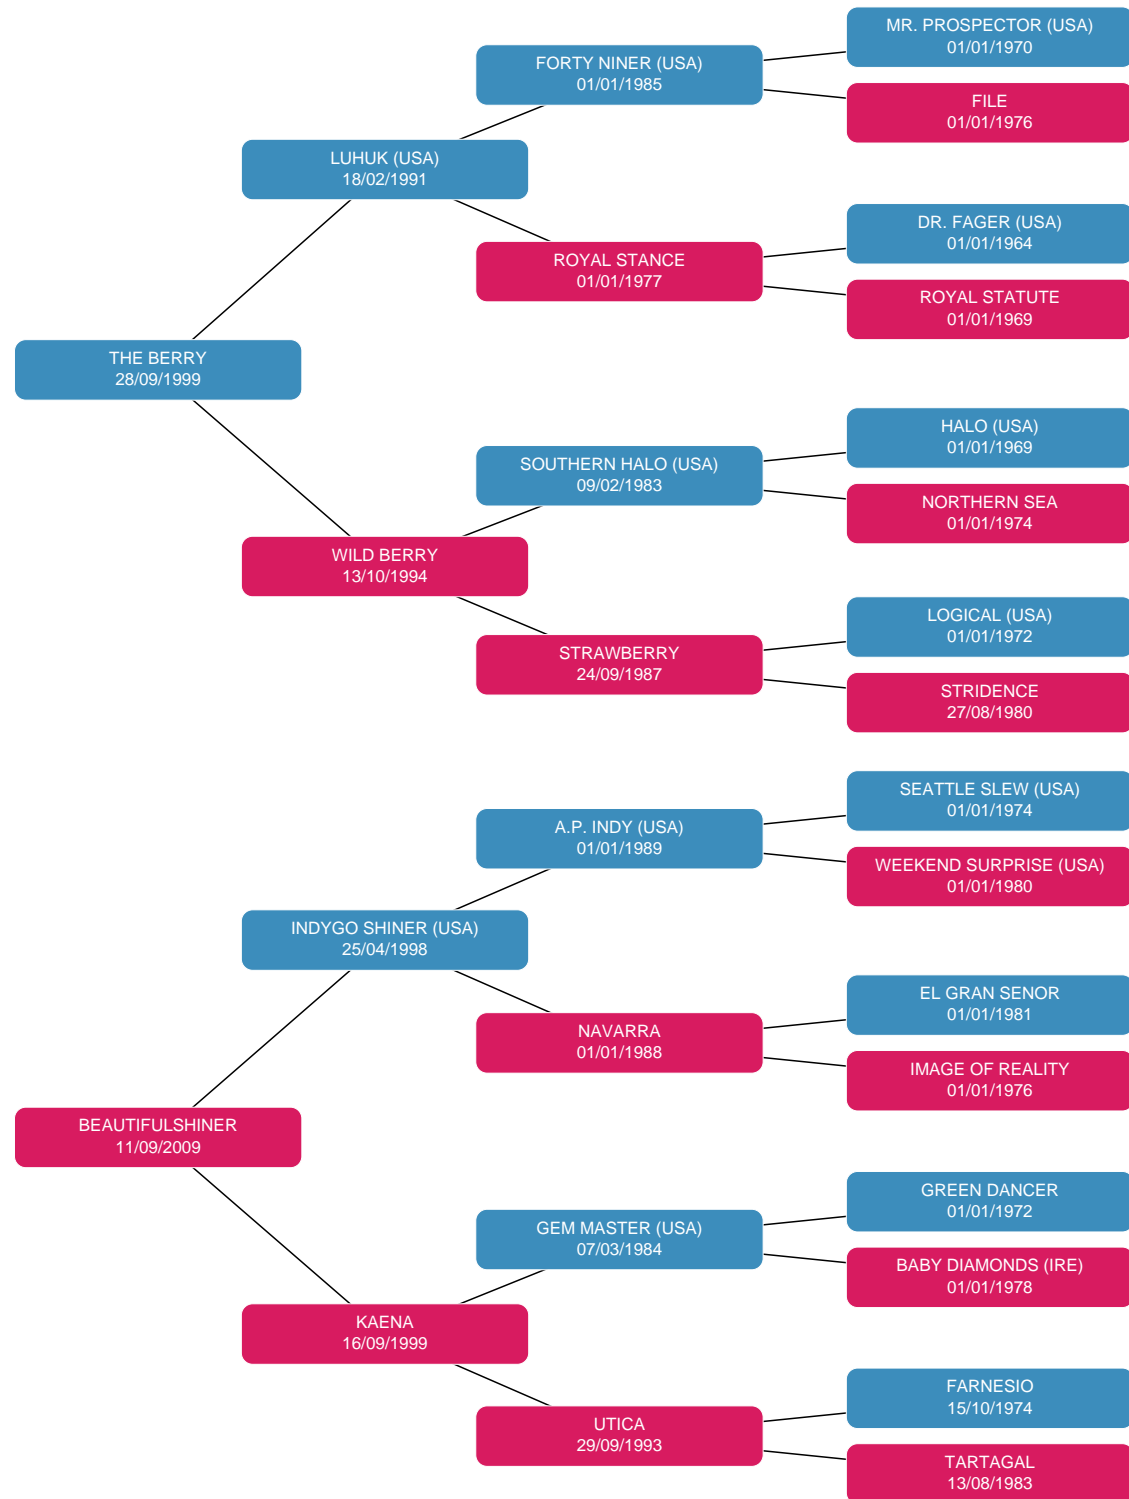 MR. PROSPECTOR (USA)
01/01/1970
FORTY NINER (USA)
01/01/1985
FILE
01/01/1976
LUHUK (USA)
18/02/1991
DR. FAGER (USA)
01/01/1964
ROYAL STANCE
01/01/1977
ROYAL STATUTE
01/01/1969
THE BERRY
28/09/1999
HALO (USA)
01/01/1969
SOUTHERN HALO (USA)
09/02/1983
NORTHERN SEA
01/01/1974
WILD BERRY
13/10/1994
LOGICAL (USA)
01/01/1972
STRAWBERRY
24/09/1987
STRIDENCE
27/08/1980
SEATTLE SLEW (USA)
01/01/1974
A.P. INDY (USA)
01/01/1989
WEEKEND SURPRISE (USA)
01/01/1980
INDYGO SHINER (USA)
25/04/1998
EL GRAN SENOR
01/01/1981
NAVARRA
01/01/1988
IMAGE OF REALITY
01/01/1976
BEAUTIFULSHINER
11/09/2009
GREEN DANCER
01/01/1972
GEM MASTER (USA)
07/03/1984
BABY DIAMONDS (IRE)
01/01/1978
KAENA
16/09/1999
FARNESIO
15/10/1974
UTICA
29/09/1993
TARTAGAL
13/08/1983